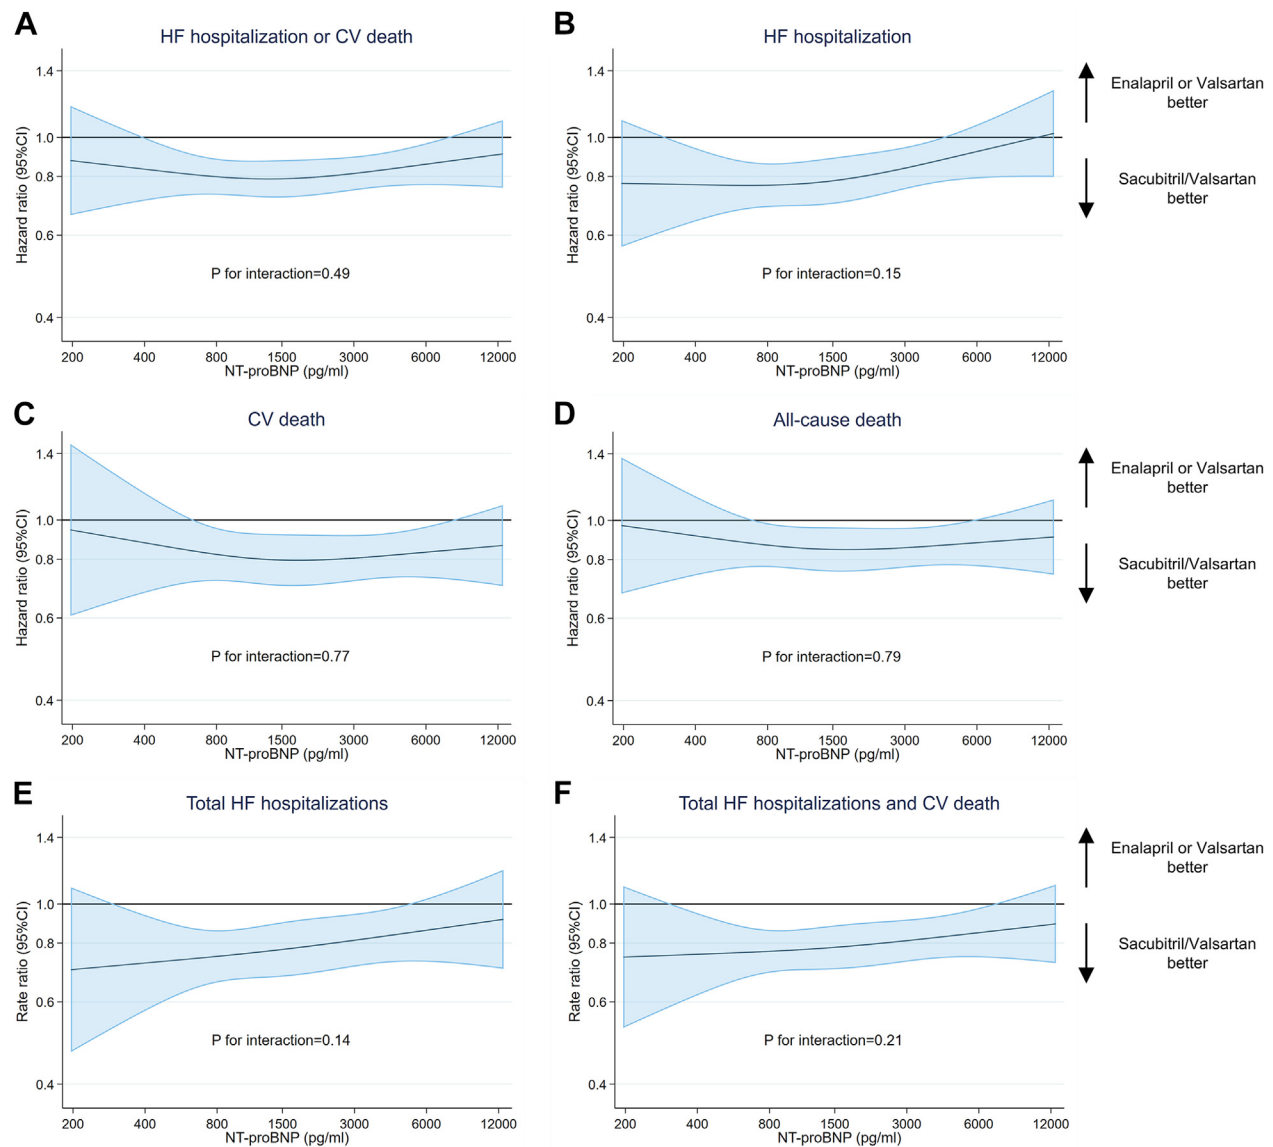 A
HF hospitalization or CV death
Hazard ratio (95%CI)
1.4
1.0
0.8
0.6
0.4
P for interaction=0.49
200 400 800 1500 3000 6000 12000
NT-proBNP (pg/ml)
B
HF hospitalization
Hazard ratio (95%CI)
1.4
1.0
0.8
0.6
0.4
P for interaction=0.15
200 400 800 1500 3000 6000 12000
NT-proBNP (pg/ml)
Enalapril or Valsartan
better
Sacubitril/Valsartan
better
C
CV death
Hazard ratio (95%CI)
1.4
1.0
0.8
0.6
0.4
P for interaction=0.77
200 400 800 1500 3000 6000 12000
NT-proBNP (pg/ml)
D
All-cause death
Hazard ratio (95%CI)
1.4
1.0
0.8
0.6
0.4
P for interaction=0.79
200 400 800 1500 3000 6000 12000
NT-proBNP (pg/ml)
Enalapril or Valsartan
better
Sacubitril/Valsartan
better
E
Total HF hospitalizations
Rate ratio (95%CI)
1.4
1.0
0.8
0.6
0.4
P for interaction=0.14
200 400 800 1500 3000 6000 12000
NT-proBNP (pg/ml)
F
Total HF hospitalizations and CV death
Rate ratio (95%CI)
1.4
1.0
0.8
0.6
0.4
P for interaction=0.21
200 400 800 1500 3000 6000 12000
NT-proBNP (pg/ml)
Enalapril or Valsartan
better
Sacubitril/Valsartan
better